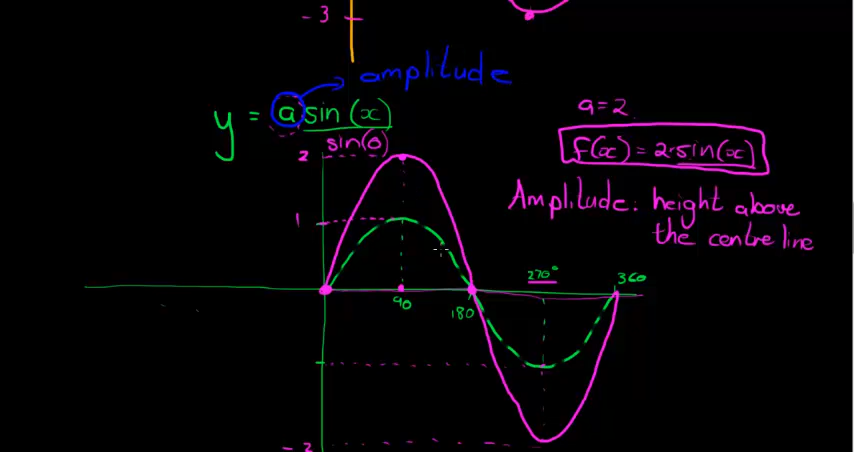 - 3
amplitude
y = a sin (x)
a = 2
sin(0)
f(x) = 2·sin(x)
2
Amplitude: height above
the centre line
1
270°
360
90
180
- 2